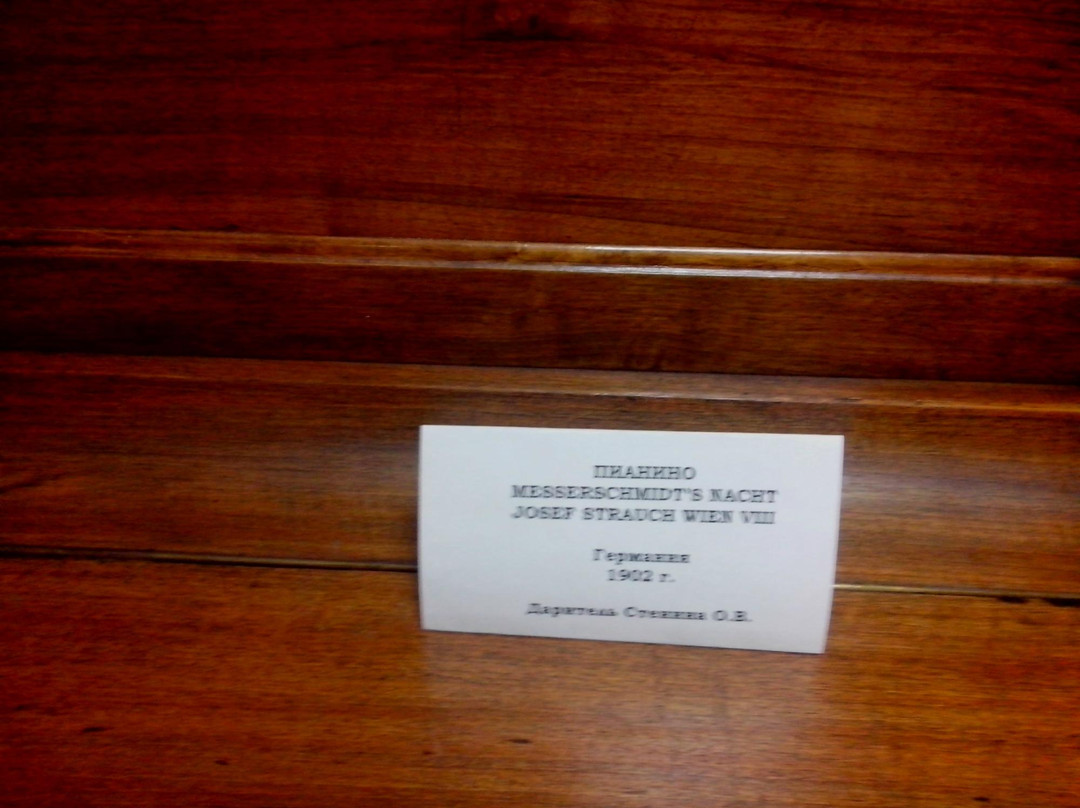 ПИАНИНО
MESSERSCHMIDT'S NACHT
JOSEF STRAUCH WIEN VIII
Германия
1902 г.
Даритель Стенина О.В.